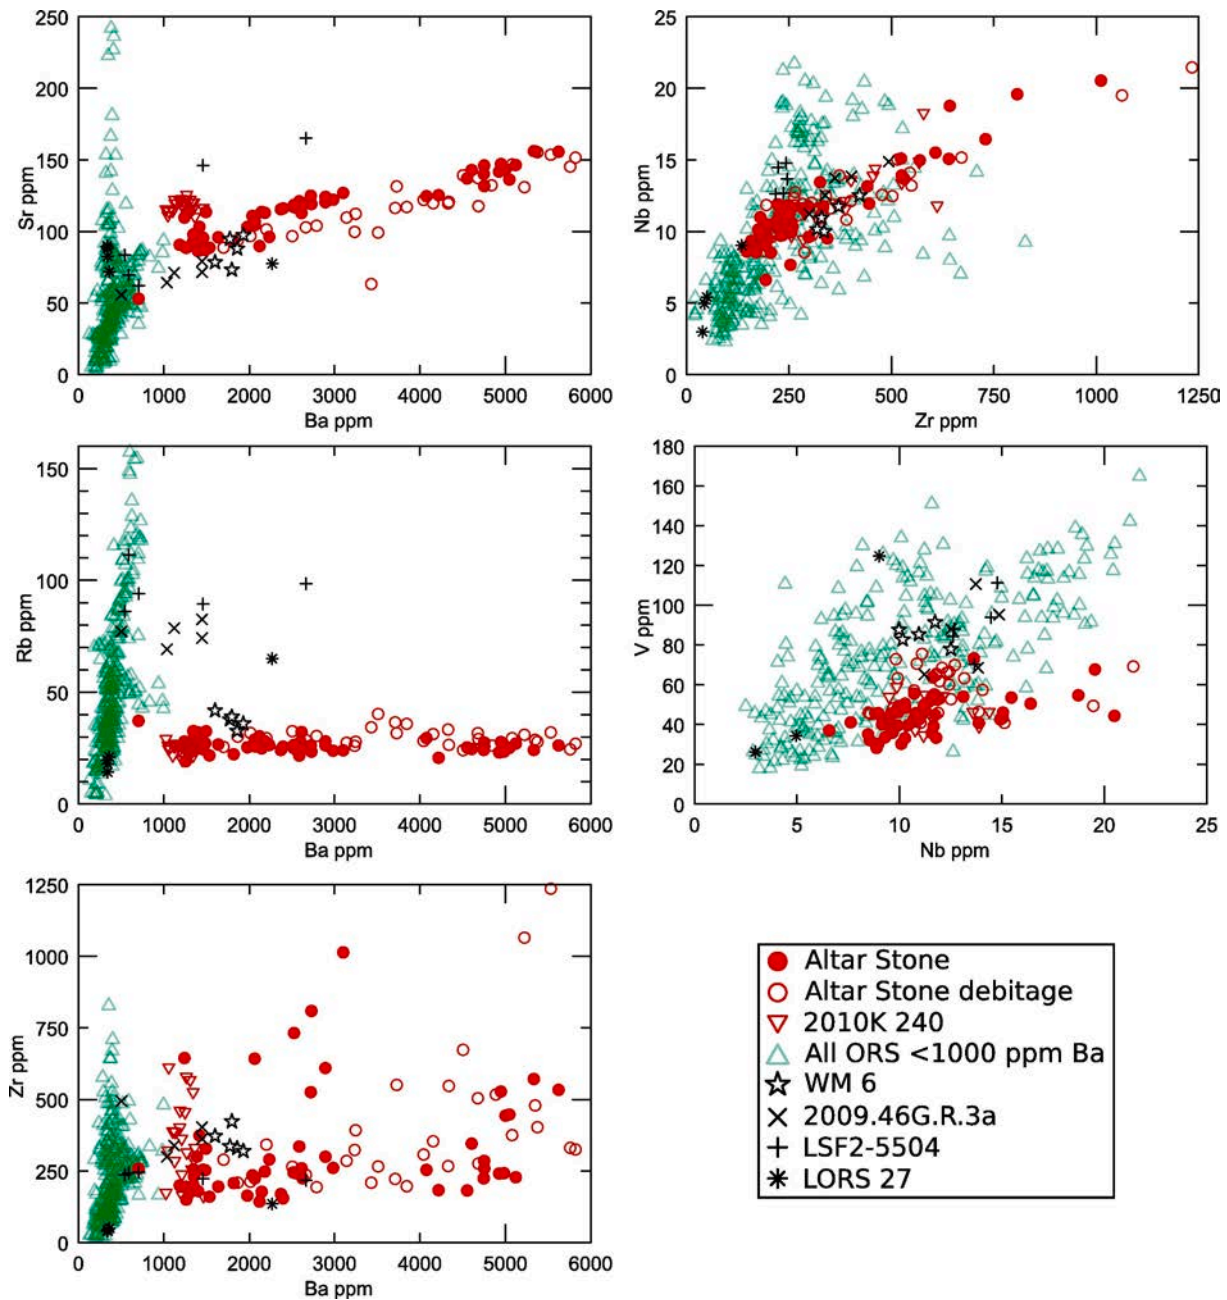 250
200
150
100
50
0
Sr ppm
0 1000 2000 3000 4000 5000 6000
Ba ppm
25
20
15
10
5
0
Nb ppm
0 250 500 750 1000 1250
Zr ppm
150
100
50
0
Rb ppm
0 1000 2000 3000 4000 5000 6000
Ba ppm
180
160
140
120
100
80
60
40
20
0
V ppm
0 5 10 15 20 25
Nb ppm
1250
1000
750
500
250
0
Zr ppm
0 1000 2000 3000 4000 5000 6000
Ba ppm
Altar Stone
Altar Stone debitage
2010K 240
All ORS <1000 ppm Ba
WM 6
2009.46G.R.3a
LSF2-5504
LORS 27